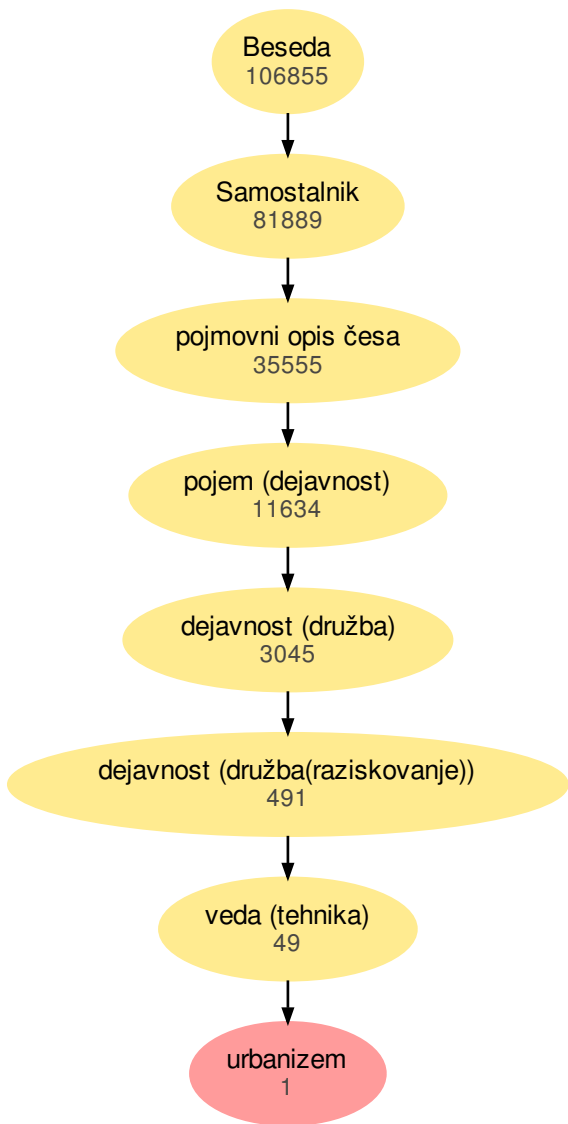 Beseda
106855
Samostalnik
81889
pojmovni opis česa
35555
pojem (dejavnost)
11634
dejavnost (družba)
3045
dejavnost (družba(raziskovanje))
491
veda (tehnika)
49
urbanizem
1